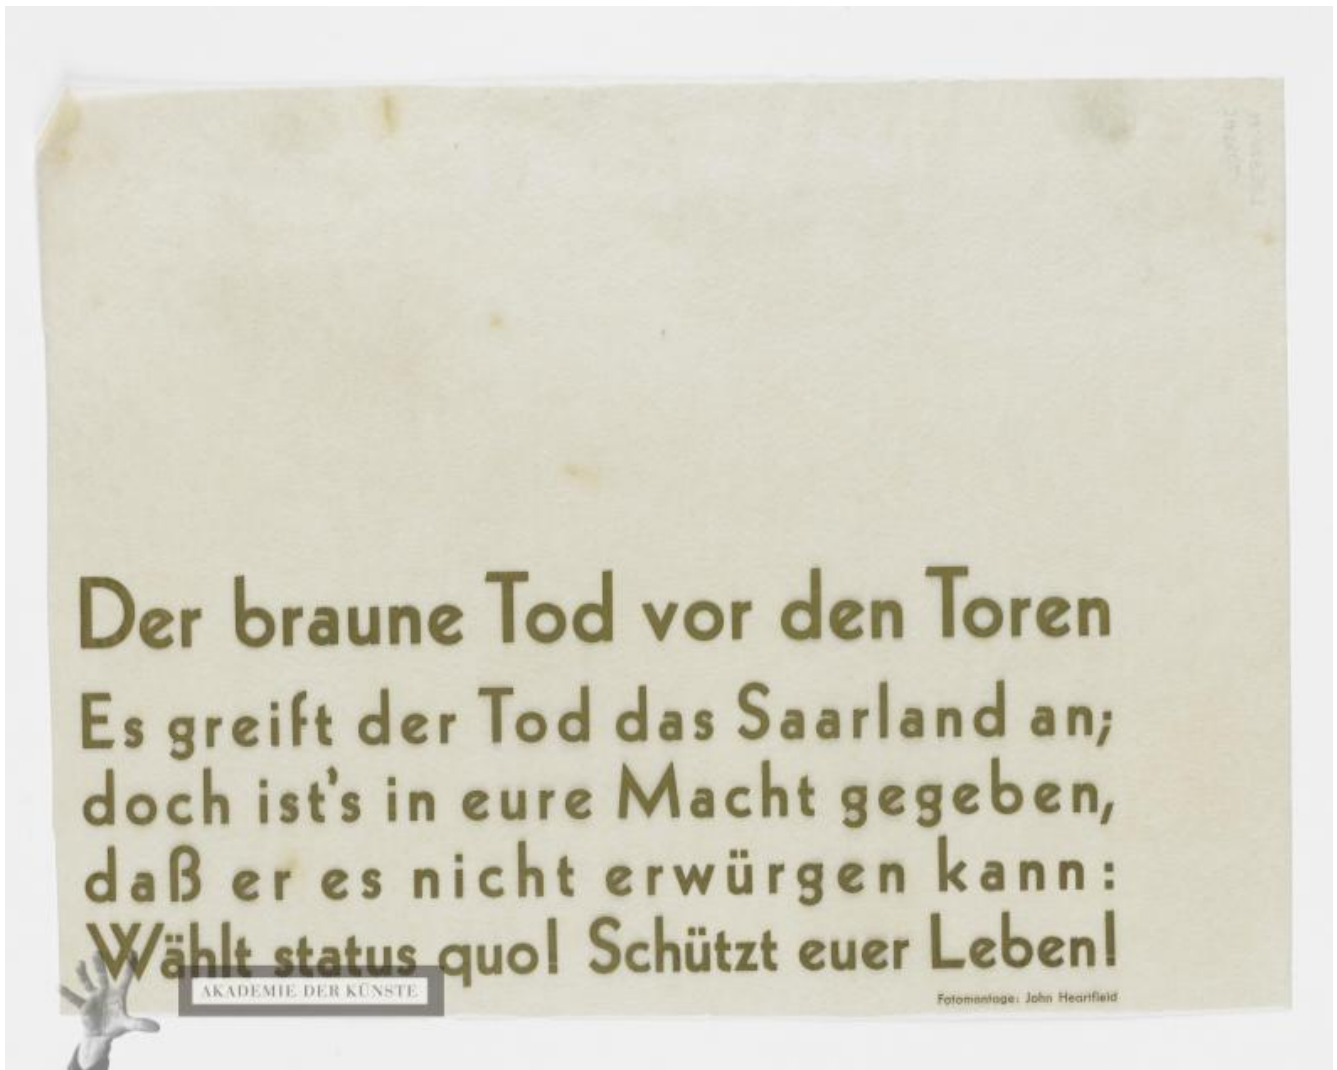 Der braune Tod vor den Toren
Es greift der Tod das Saarland an;
doch ist's in eure Macht gegeben,
daß er es nicht erwürgen kann:
Wählt status quo! Schützt euer Leben!
Fotomontage: John Heartfield
AKADEMIE DER KÜNSTE